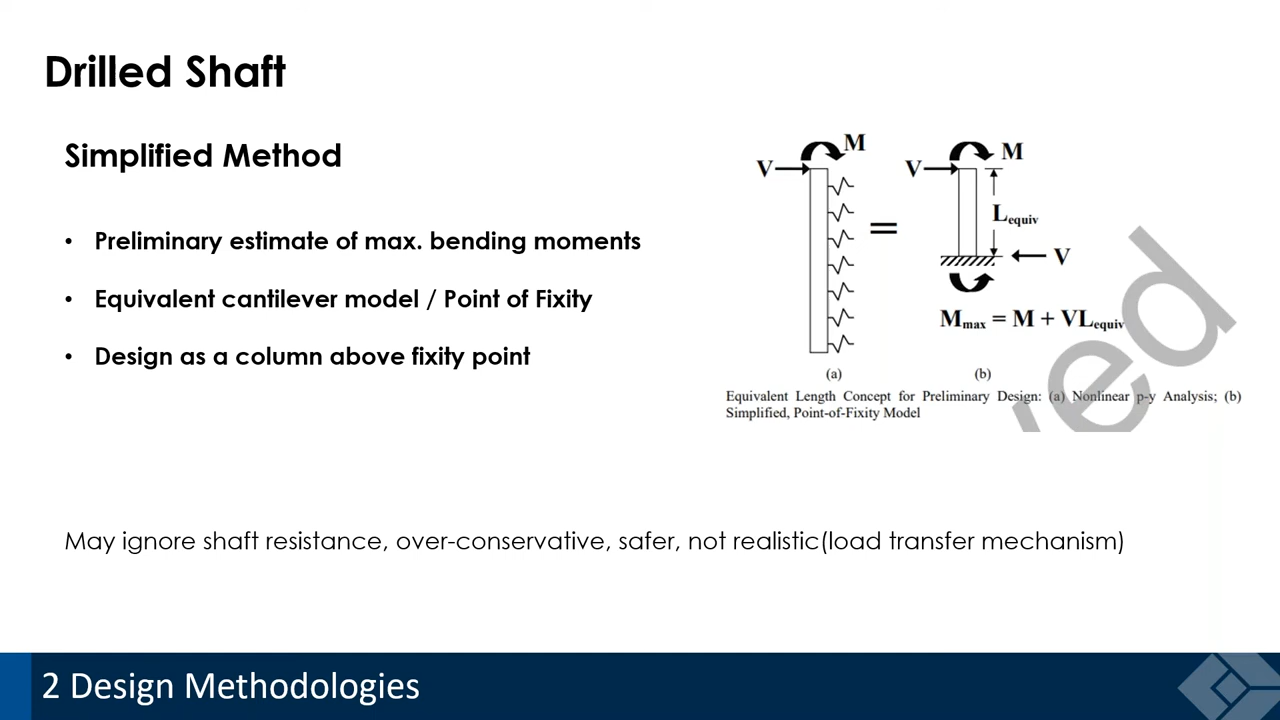 Drilled Shaft
Simplified Method
• Preliminary estimate of max. bending moments
• Equivalent cantilever model / Point of Fixity
• Design as a column above fixity point
V M
V M
Lequiv
=
V
Mmax = M + VLequiv
(a) (b)
Equivalent Length Concept for Preliminary Design: (a) Nonlinear p-y Analysis; (b)
Simplified, Point-of-Fixity Model
May ignore shaft resistance, over-conservative, safer, not realistic(load transfer mechanism)
2 Design Methodologies